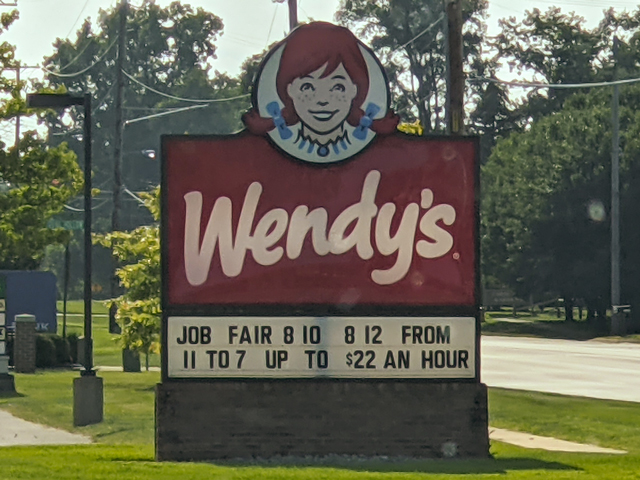 Wendy's
JOB FAIR 8 10 8 12 FROM
11 TO 7 UP TO $22 AN HOUR